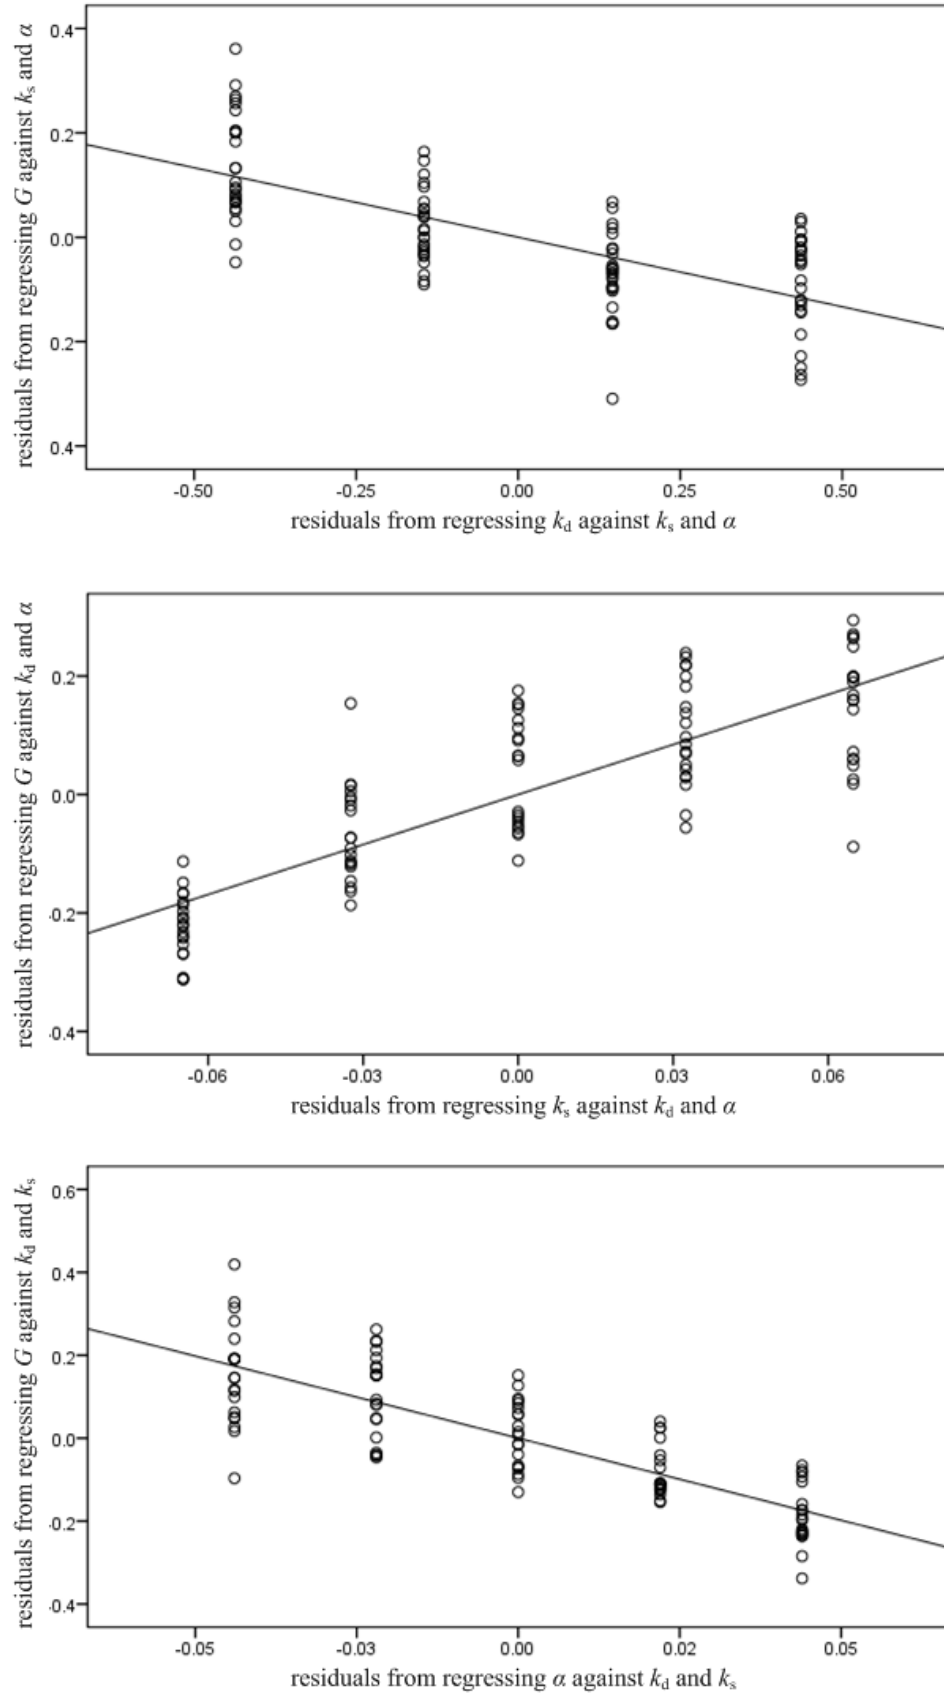 residuals from regressing G against ks and α
0.4
0.2
0.0
0.2
0.4
-0.50 -0.25 0.00 0.25 0.50
residuals from regressing kd against ks and α
residuals from regressing G against kd and α
0.2
0.0
-0.2
-0.4
-0.06 -0.03 0.00 0.03 0.06
residuals from regressing ks against kd and α
residuals from regressing G against kd and ks
0.6
0.4
0.2
0.0
-0.2
-0.4
-0.05 -0.03 0.00 0.02 0.05
residuals from regressing α against kd and ks